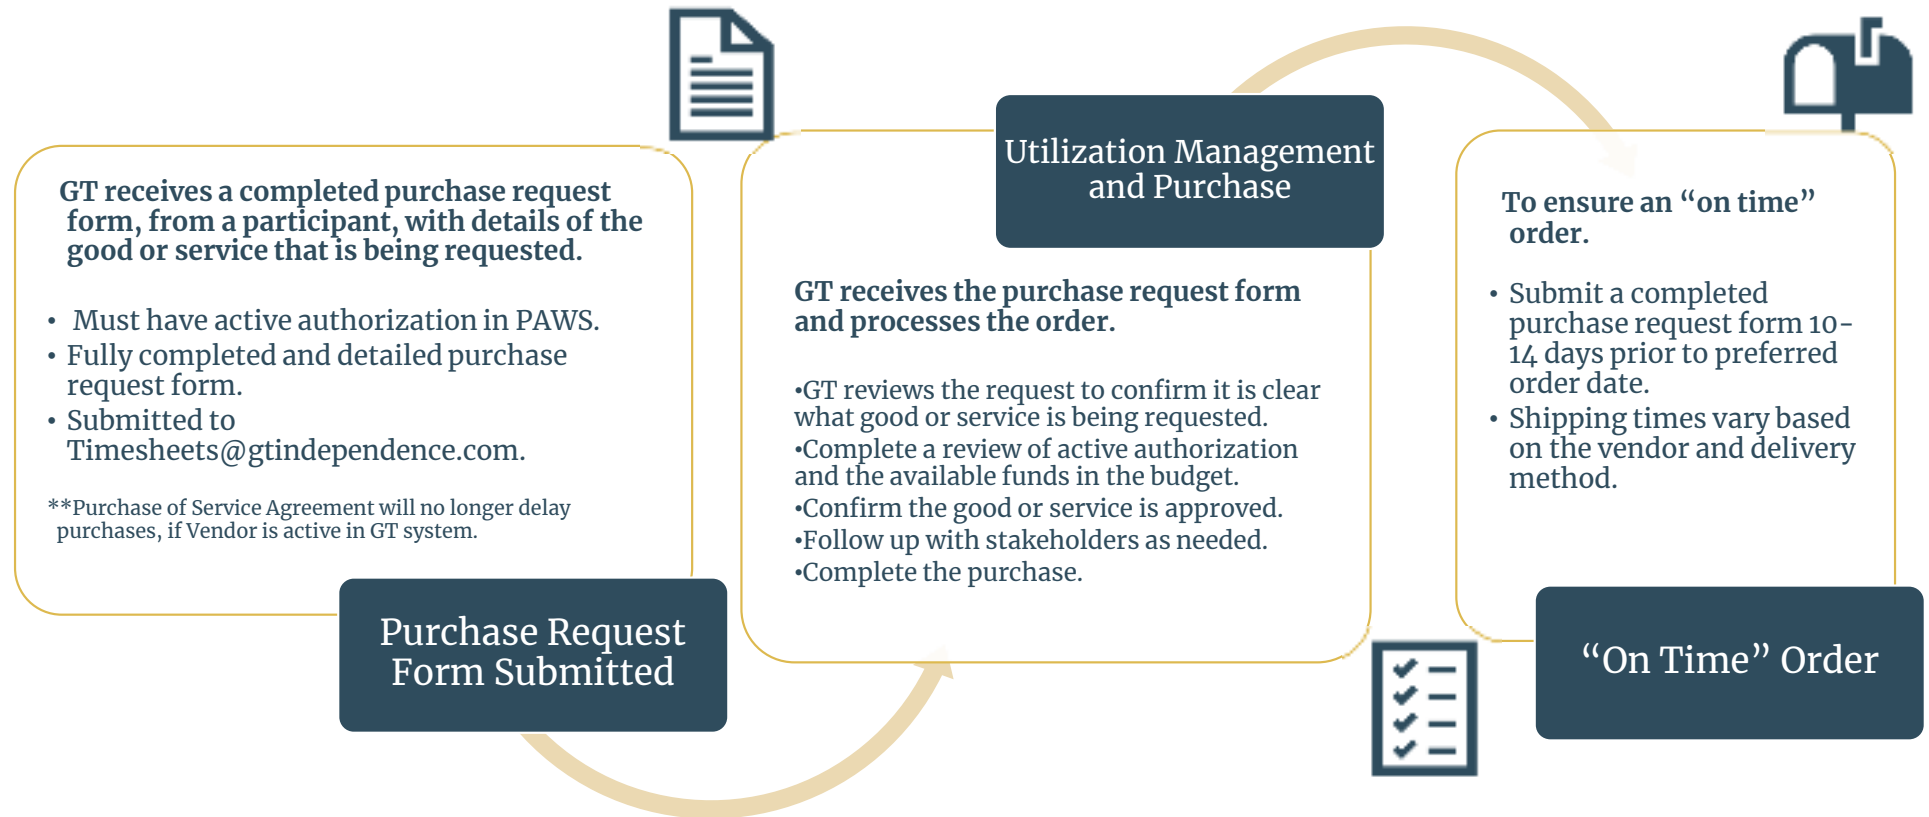 GT receives a completed purchase request
form, from a participant, with details of the
good or service that is being requested.
• Must have active authorization in PAWS.
• Fully completed and detailed purchase
request form.
• Submitted to
Timesheets@gtindependence.com.
**Purchase of Service Agreement will no longer delay
purchases, if Vendor is active in GT system.
Purchase Request
Form Submitted
Utilization Management
and Purchase
GT receives the purchase request form
and processes the order.
•GT reviews the request to confirm it is clear
what good or service is being requested.
•Complete a review of active authorization
and the available funds in the budget.
•Confirm the good or service is approved.
•Follow up with stakeholders as needed.
•Complete the purchase.
To ensure an “on time”
order.
• Submit a completed
purchase request form 10-
14 days prior to preferred
order date.
• Shipping times vary based
on the vendor and delivery
method.
“On Time” Order